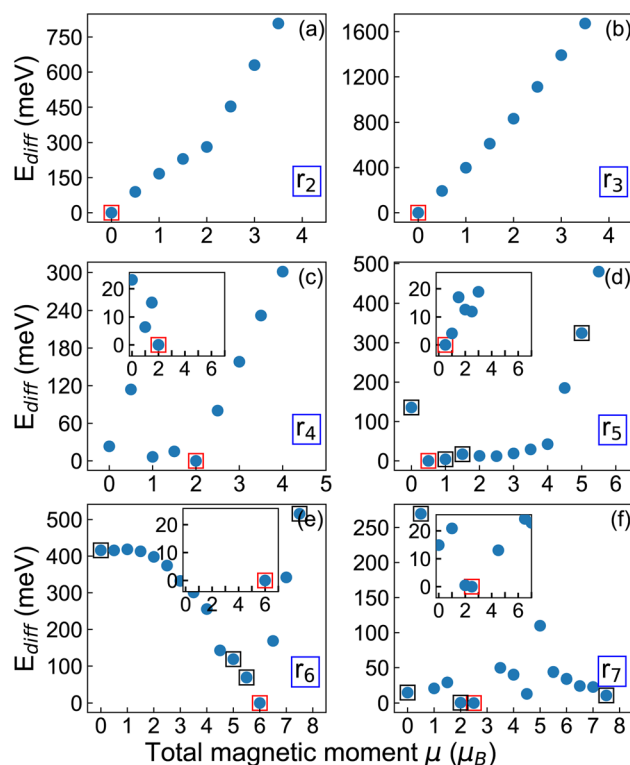 (a) (b)
E_diff (meV) 750 600 450 300 150 0 r₂
0 1 2 3 4
1600 1200 800 400 0 r₃
0 1 2 3 4
(c) (d)
E_diff (meV) 300 240 180 120 60 0 r₄
20 10 0
0 2 4 6
0 1 2 3 4 5
500 400 300 200 100 0 r₅
20 10 0
0 2 4 6
0 1 2 3 4 5 6
(e) (f)
E_diff (meV) 500 400 300 200 100 0 r₆
20 10 0
0 2 4 6
0 1 2 3 4 5 6 7 8
250 200 150 100 50 0 r₇
20 10 0
0 2 4 6
0 1 2 3 4 5 6 7 8
Total magnetic moment μ (μ_B)